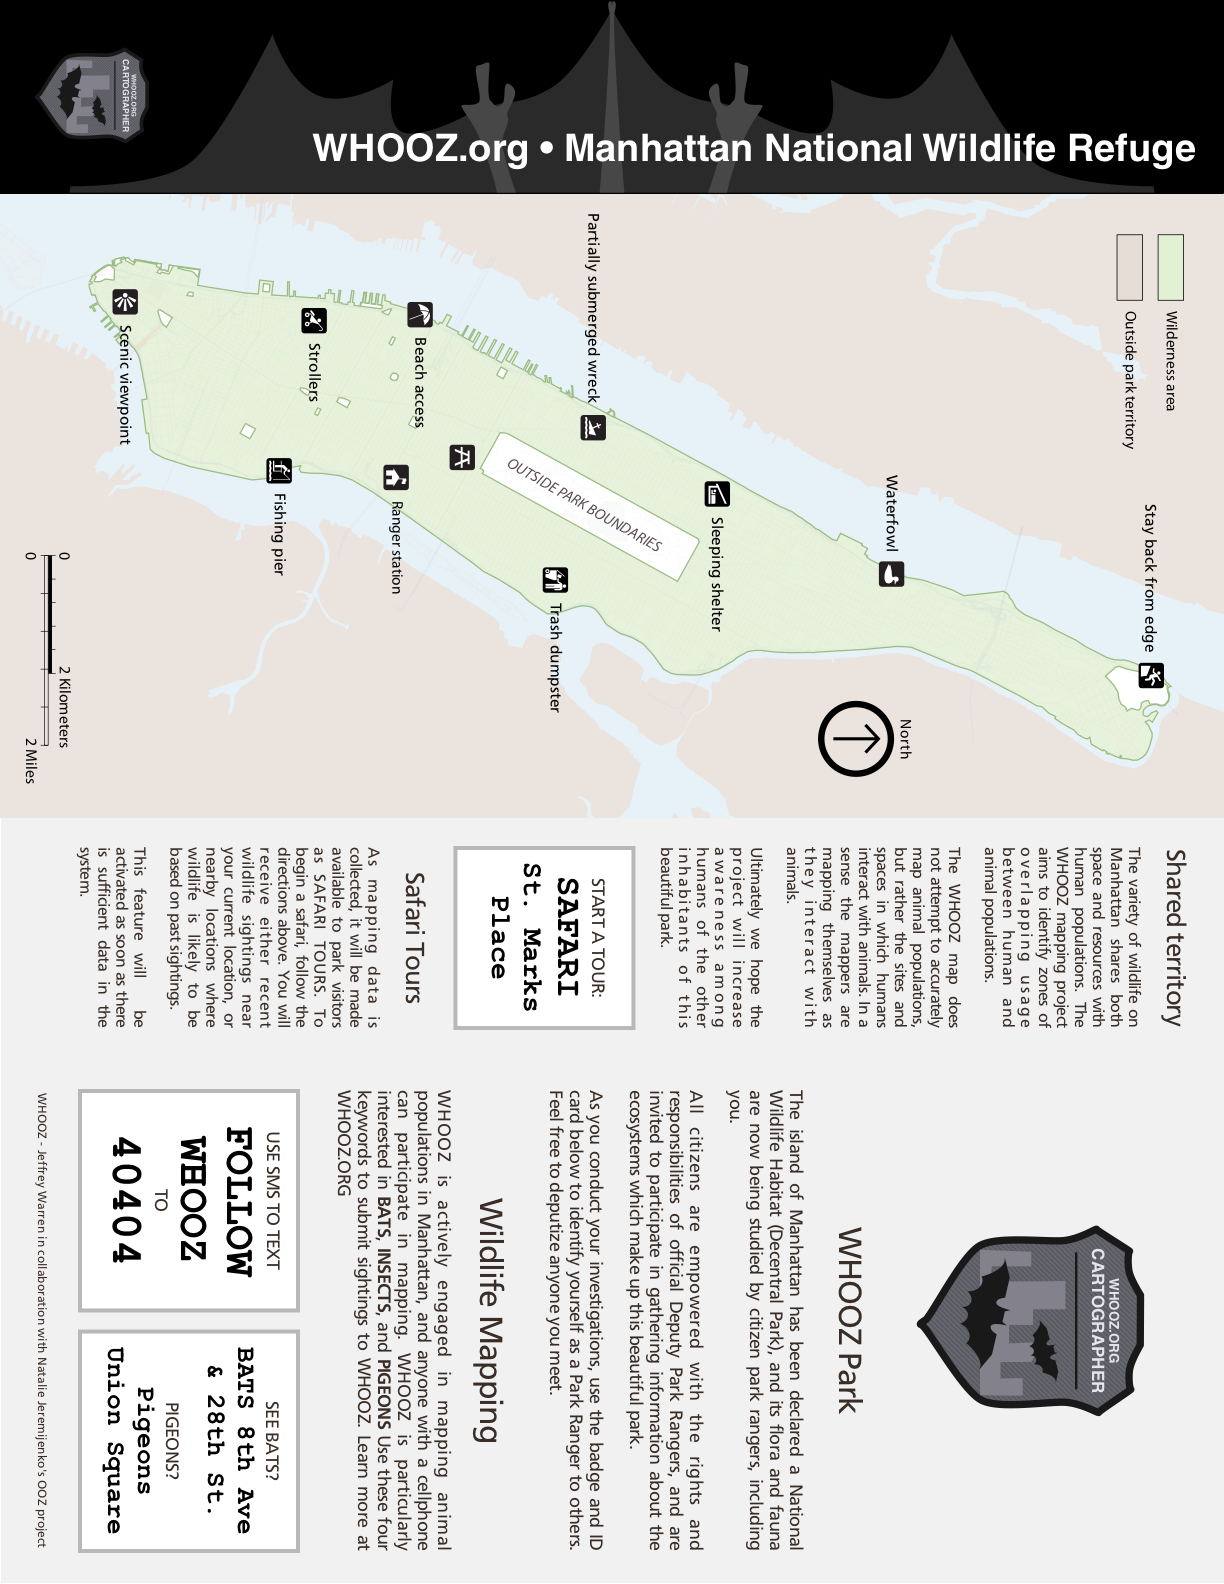 WHOOZ.ORG
CARTOGRAPHER
WHOOZ.org • Manhattan National Wildlife Refuge
Wilderness area
Outside park territory
Stay back from edge
Waterfowl
Sleeping shelter
Partially submerged wreck
Beach access
Strollers
Scenic viewpoint
OUTSIDE PARK BOUNDARIES
Fishing pier
Ranger station
Trash dumpster
North
0 2 Kilometers
0 2 Miles
Shared territory
The variety of wildlife on
Manhattan shares both
space and resources with
human populations. The
WHOOZ mapping project
aims to identify zones of
overlapping usage
between human and
animal populations.
The WHOOZ map does
not attempt to accurately
map animal populations,
but rather the sites and
spaces in which humans
interact with animals. In a
sense the mappers are
mapping themselves as
they interact with
animals.
Ultimately we hope the
project will increase
awareness among
humans of the other
inhabitants of this
beautiful park.
START A TOUR:
SAFARI
St. Marks
Place
Safari Tours
As mapping data is
collected, it will be made
available to park visitors
as SAFARI TOURS. To
begin a safari, follow the
directions above. You will
receive either recent
wildlife sightings near
your current location, or
nearby locations where
wildlife is likely to be
based on past sightings.
This feature will be
activated as soon as there
is sufficient data in the
system.
WHOOZ.ORG
CARTOGRAPHER
WHOOZ Park
The island of Manhattan has been declared a National
Wildlife Habitat (Decentral Park), and its flora and fauna
are now being studied by citizen park rangers, including
you.
All citizens are empowered with the rights and
responsibilities of official Deputy Park Rangers, and are
invited to participate in gathering information about the
ecosystems which make up this beautiful park.
As you conduct your investigations, use the badge and ID
card below to identify yourself as a Park Ranger to others.
Feel free to deputize anyone you meet.
Wildlife Mapping
WHOOZ is actively engaged in mapping animal
populations in Manhattan, and anyone with a cellphone
can participate in mapping. WHOOZ is particularly
interested in BATS, INSECTS, and PIGEONS Use these four
keywords to submit sightings to WHOOZ. Learn more at
WHOOZ.ORG
USE SMS TO TEXT
FOLLOW
WHOOZ
TO
40404
SEE BATS?
BATS 8th Ave
& 28th St.
PIGEONS?
Pigeons
Union Square
WHOOZ - Jeffrey Warren in collaboration with Natalie Jeremijenko's OOZ project